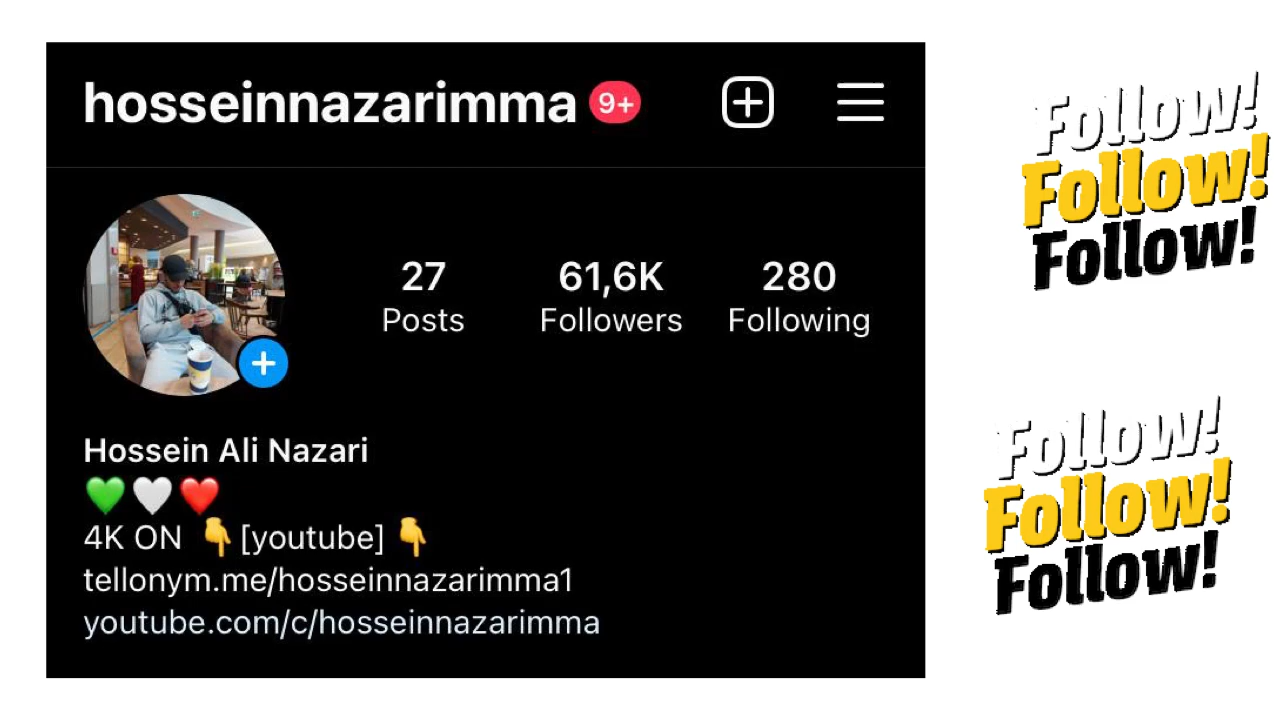 hosseinnazarimma 9+
27 61,6K 280
Posts Followers Following
Hossein Ali Nazari
💚🤍❤️
4K ON 👇[youtube]👇
tellonym.me/hosseinnazarimma1
youtube.com/c/hosseinnazarimma
Follow!
Follow!
Follow!
Follow!
Follow!
Follow!